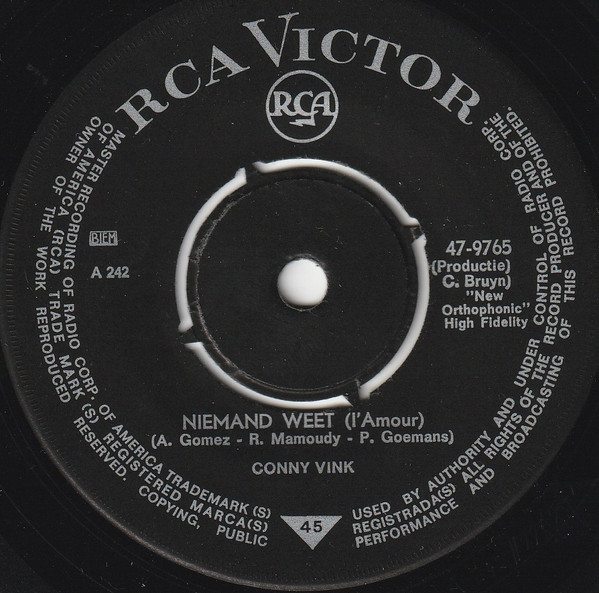 RCA VICTOR
RCA
BIEM
A 242
47-9765
(Productie)
C. Bruyn)
"New
Orthophonic"
High Fidelity
NIEMAND WEET (l'Amour)
(A. Gomez - R. Mamoudy - P. Goemans)
CONNY VINK
45
MASTER RECORDING OF RADIO CORP. OF AMERICA TRADEMARK (S)
OF AMERICA (RCA) TRADE MARK (S) REGISTERED MARCA(S)
OWNER OF THE WORK REPRODUCED RESERVED. COPYING, PUBLIC
USED BY AUTHORITY AND UNDER CONTROL OF RADIO CORP.
REGISTRADA(S) ALL RIGHTS OF THE RECORD PRODUCER AND OF THE
PERFORMANCE AND BROADCASTING OF THIS RECORD PROHIBITED.